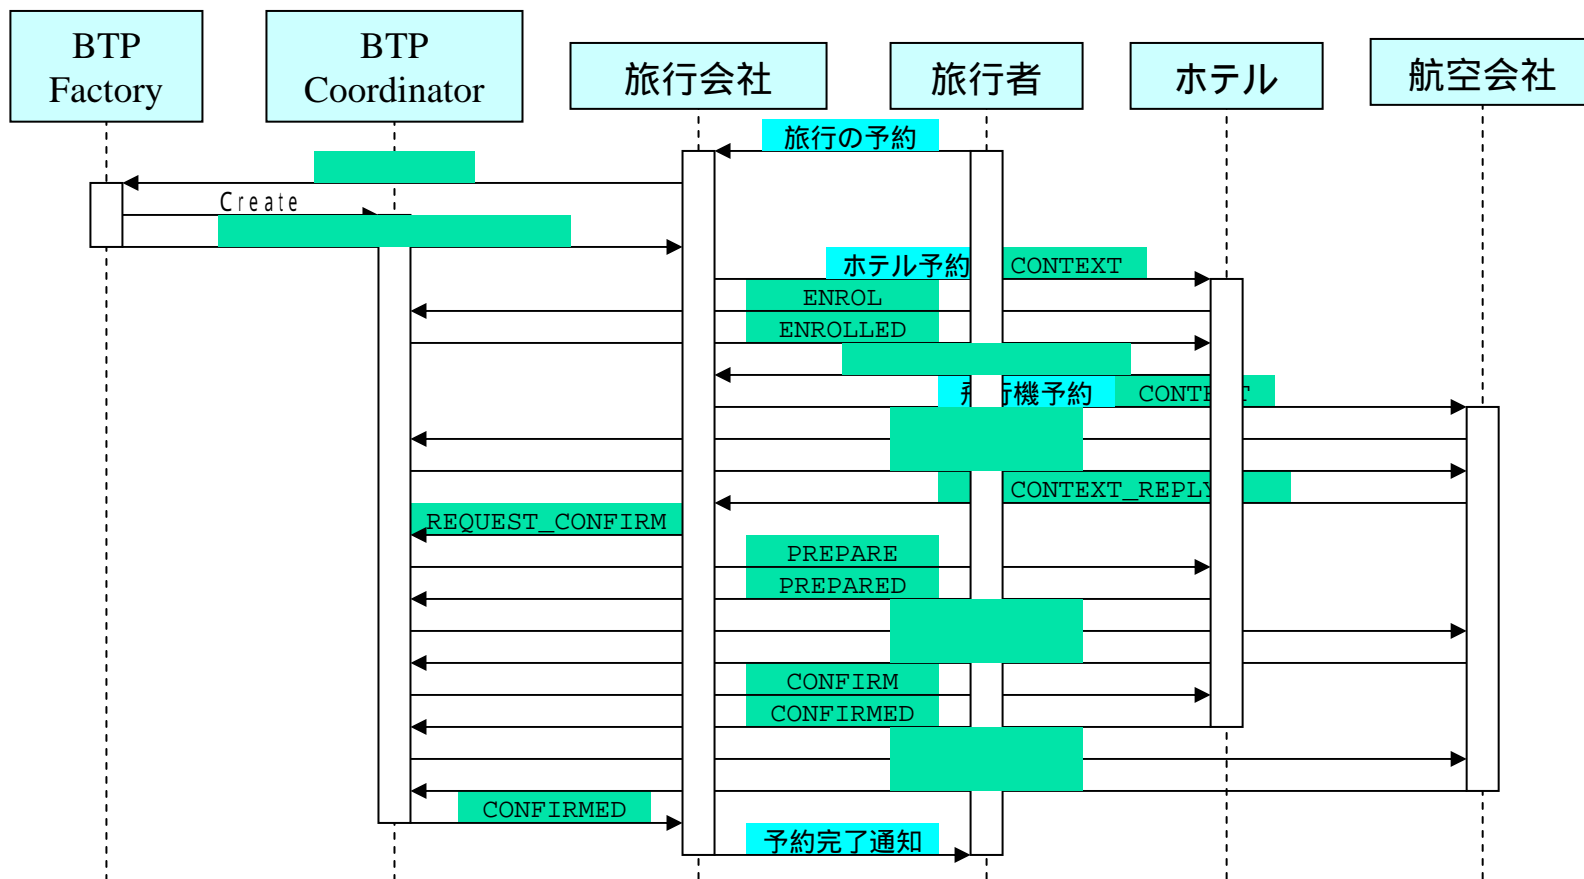 BTP
Factory
BTP
Coordinator
旅行会社
旅行者
ホテル
航空会社
旅行の予約
Create
ホテル予約
CONTEXT
ENROL
ENROLLED
飛行機予約
CONTEXT
CONTEXT_REPLY
REQUEST_CONFIRM
PREPARE
PREPARED
CONFIRM
CONFIRMED
CONFIRMED
予約完了通知